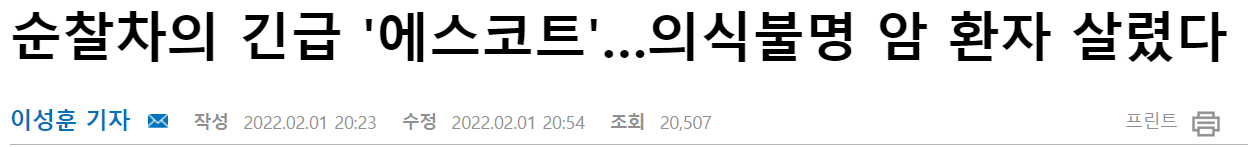 순찰차의 긴급 '에스코트'…의식불명 암 환자 살렸다
이성훈 기자 작성 2022.02.01 20:23 수정 2022.02.01 20:54 조회 20,507 프린트